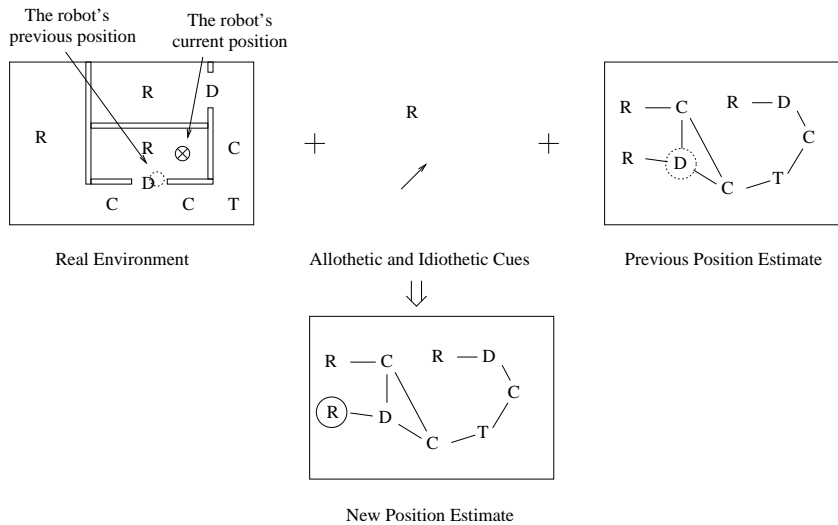 The robot's
previous position
The robot's
current position
R
D
R
R
C
D
C
C
T
+
R
+
R
C
R
D
R
D
C
C
T
Real Environment
Allothetic and Idiothetic Cues
Previous Position Estimate
R
C
R
D
C
R
D
C
T
New Position Estimate